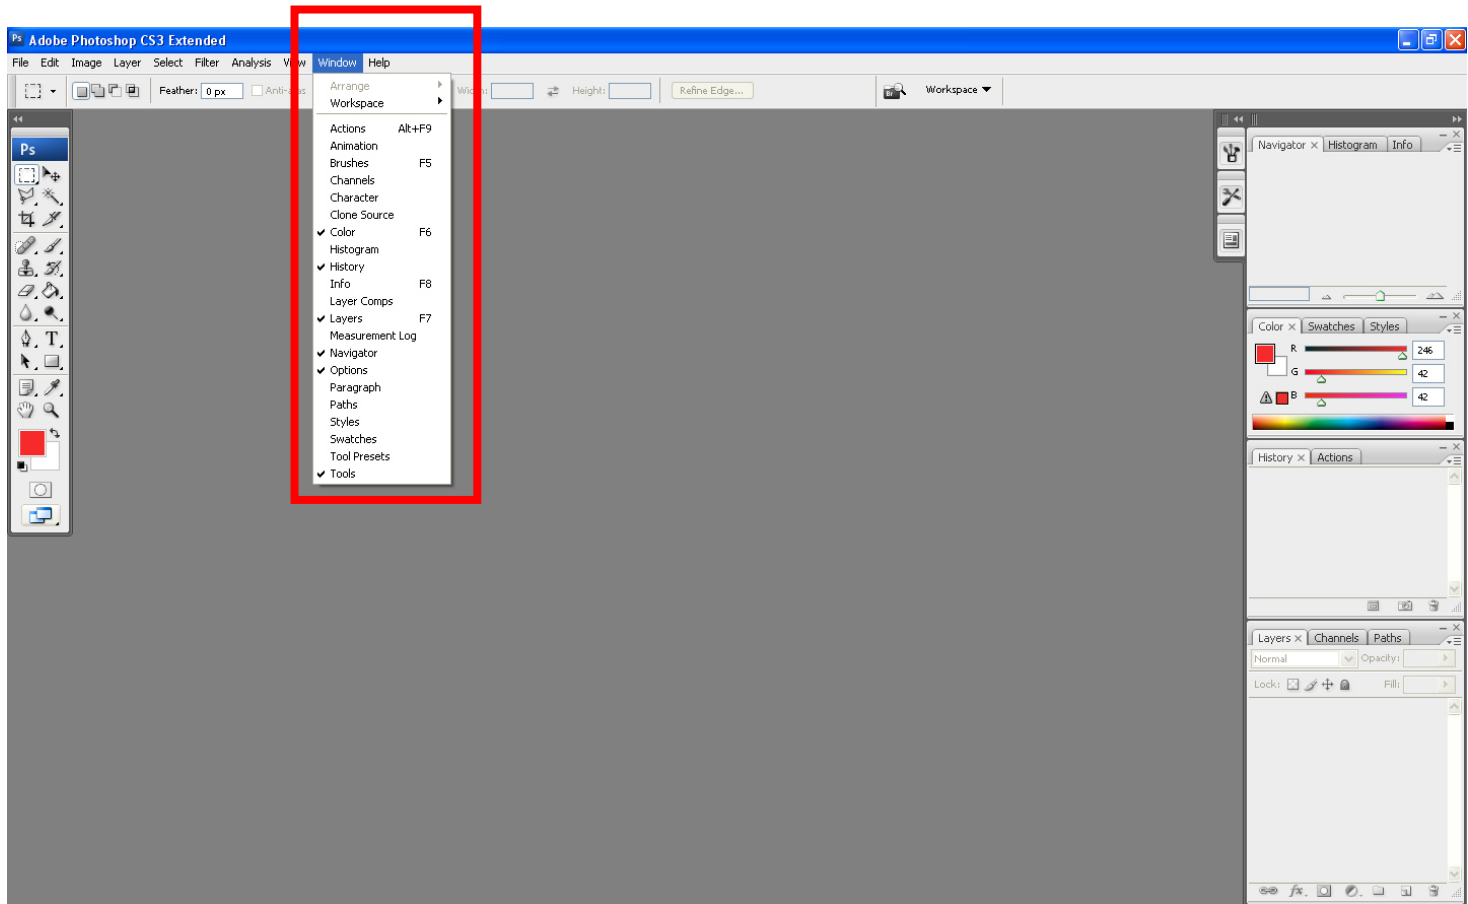 Ps Adobe Photoshop CS3 Extended
File Edit Image Layer Select Filter Analysis Window Help
Feather: 0 px Height: Refine Edge... Br Workspace
Arrange
Workspace
Actions Alt+F9
Animation
Brushes F5
Channels
Character
Clone Source
Color F6
Histogram
History
Info F8
Layer Comps
Layers F7
Measurement Log
Navigator
Options
Paragraph
Paths
Styles
Swatches
Tool Presets
Tools
Ps
T
Navigator Histogram Info
Color Swatches Styles
R 246
G 42
B 42
History Actions
Layers Channels Paths
Normal Opacity:
Lock: Fill:
fx